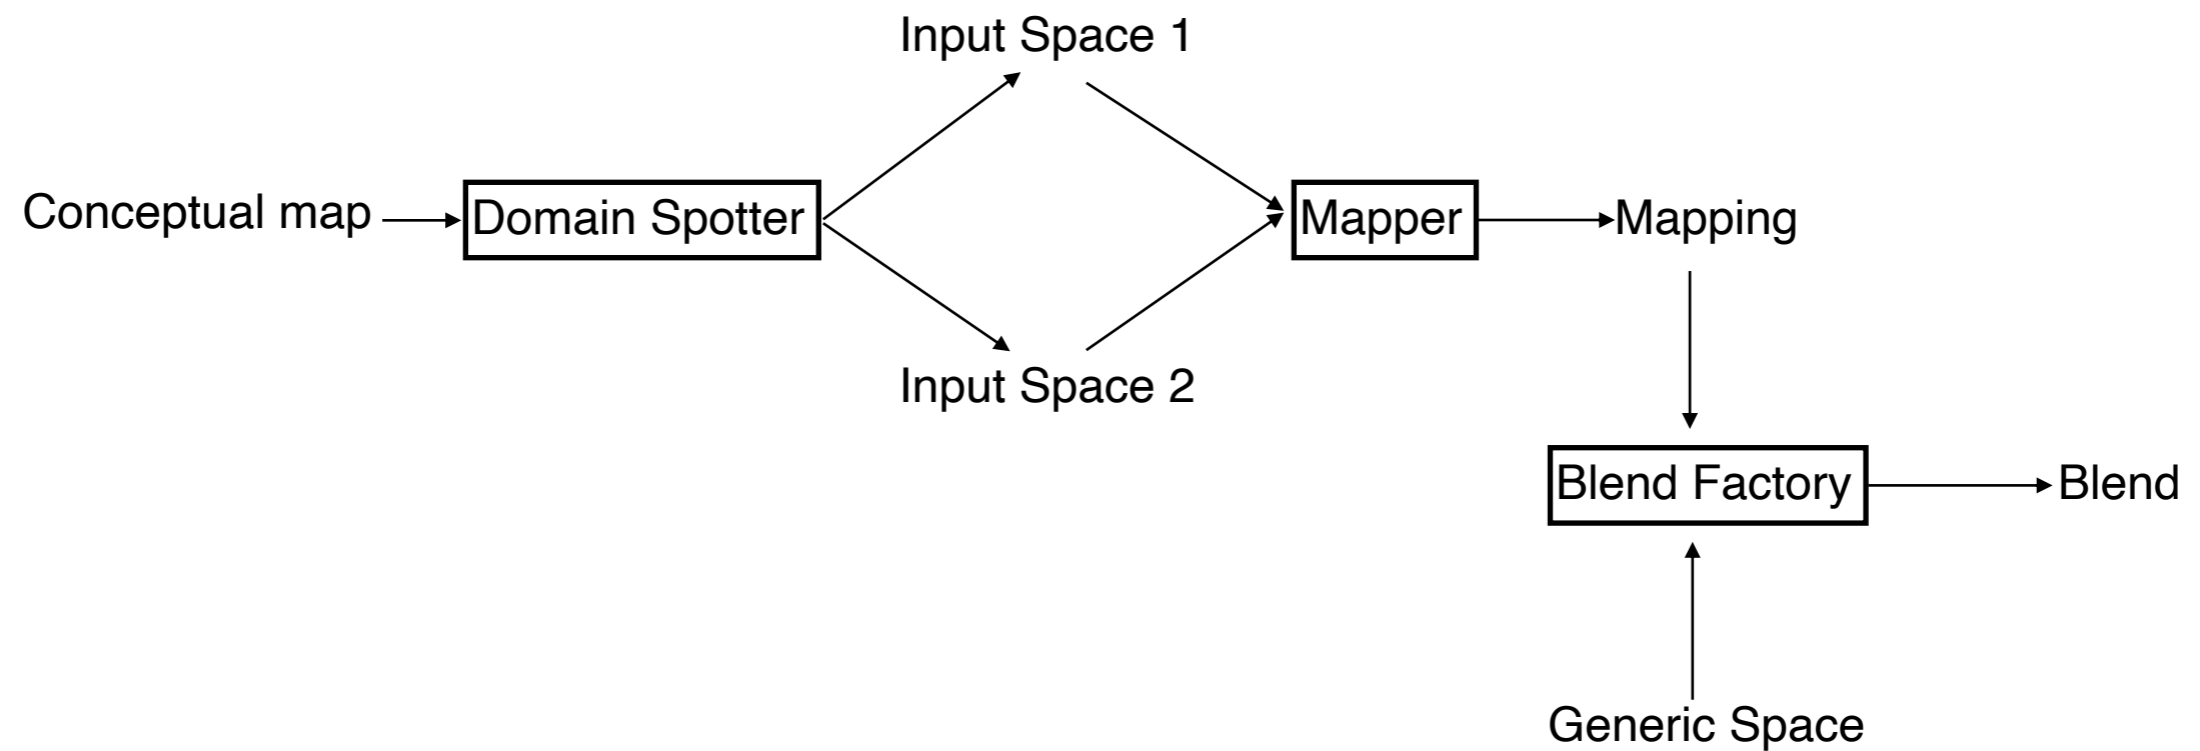 Input Space 1
Conceptual map
Domain Spotter
Mapper
Mapping
Input Space 2
Blend Factory
Blend
Generic Space